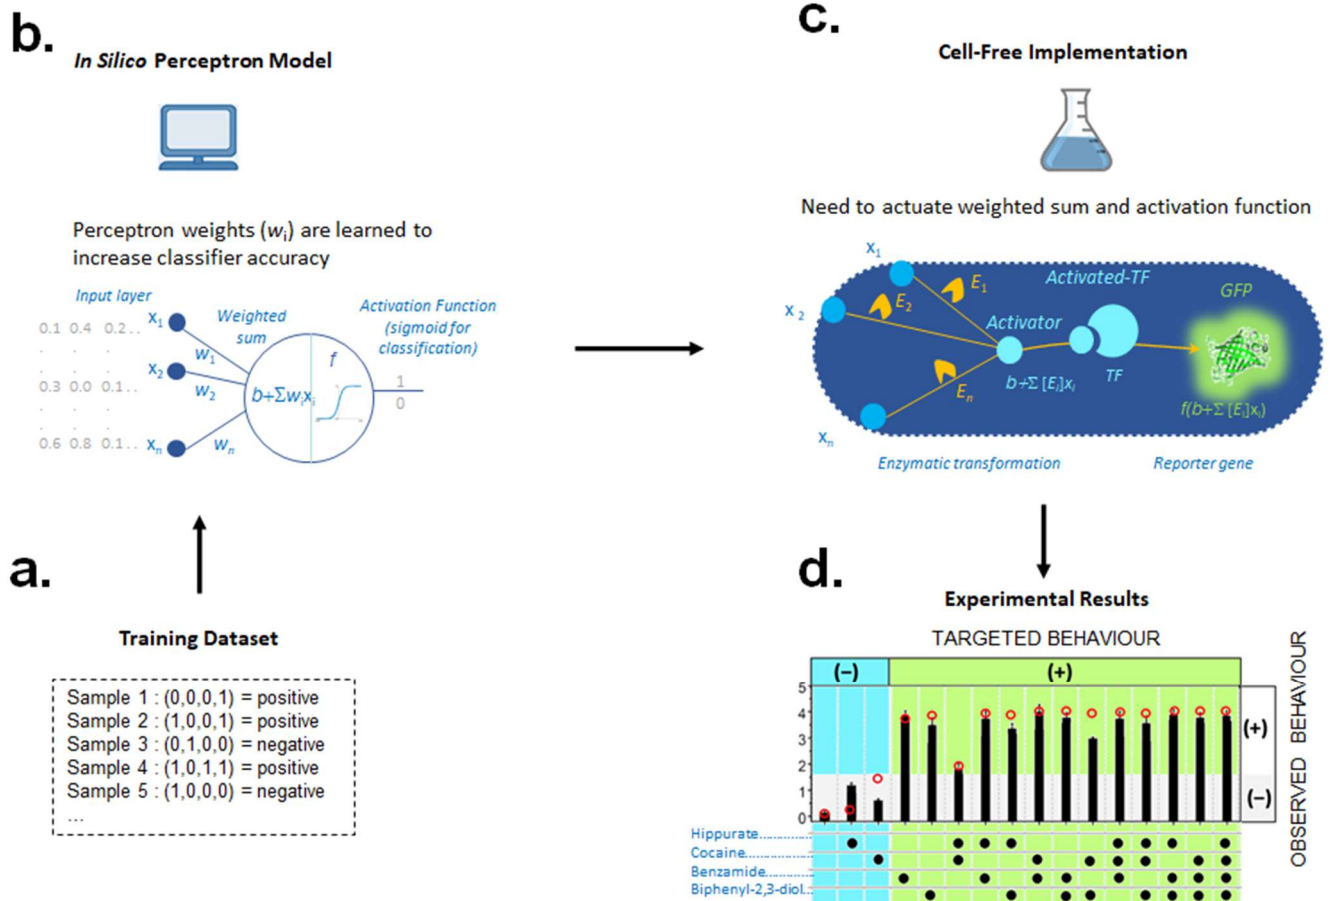 b.
In Silico Perceptron Model
Perceptron weights (wi) are learned to
increase classifier accuracy
Input layer
Weighted
sum
Activation Function
(sigmoid for
classification)
0.1 0.4 0.2..
. . .
. . .
0.3 0.0 0.1..
. . .
. . .
0.6 0.8 0.1..
x1
x2
xn
w1
w2
wn
b+Σwixi
f
1
0
a.
Training Dataset
Sample 1 : (0,0,0,1) = positive
Sample 2 : (1,0,0,1) = positive
Sample 3 : (0,1,0,0) = negative
Sample 4 : (1,0,1,1) = positive
Sample 5 : (1,0,0,0) = negative
...
c.
Cell-Free Implementation
Need to actuate weighted sum and activation function
x1
x2
xn
E1
E2
En
Activator
b+Σ [Ei]xi
Activated-TF
TF
GFP
f(b+Σ [Ei]xi)
Enzymatic transformation
Reporter gene
d.
Experimental Results
TARGETED BEHAVIOUR
(-)
(+)
5
4
3
2
1
0
(+)
(-)
OBSERVED BEHAVIOUR
Hippurate................
Cocaine...................
Benzamide..............
Biphenyl-2,3-diol...